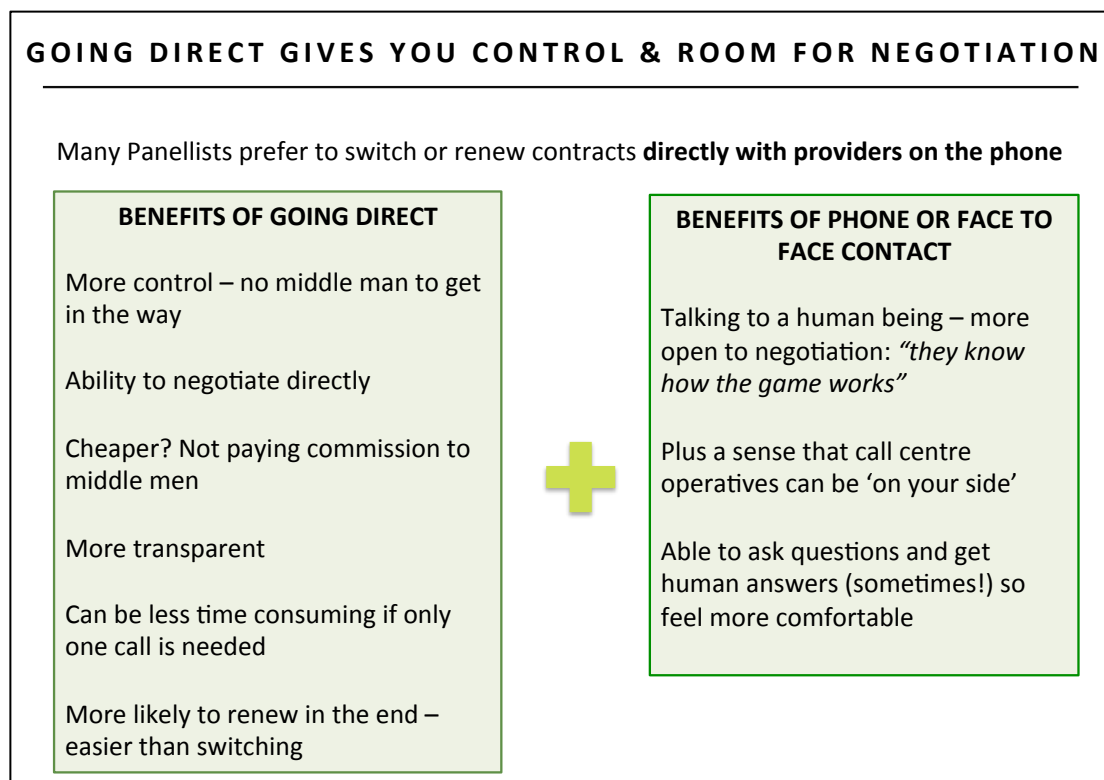 GOING DIRECT GIVES YOU CONTROL & ROOM FOR NEGOTIATION
Many Panellists prefer to switch or renew contracts directly with providers on the phone
BENEFITS OF GOING DIRECT
More control – no middle man to get
in the way
Ability to negotiate directly
Cheaper? Not paying commission to
middle men
More transparent
Can be less time consuming if only
one call is needed
More likely to renew in the end –
easier than switching
BENEFITS OF PHONE OR FACE TO
FACE CONTACT
Talking to a human being – more
open to negotiation: “they know
how the game works”
Plus a sense that call centre
operatives can be ‘on your side’
Able to ask questions and get
human answers (sometimes!) so
feel more comfortable